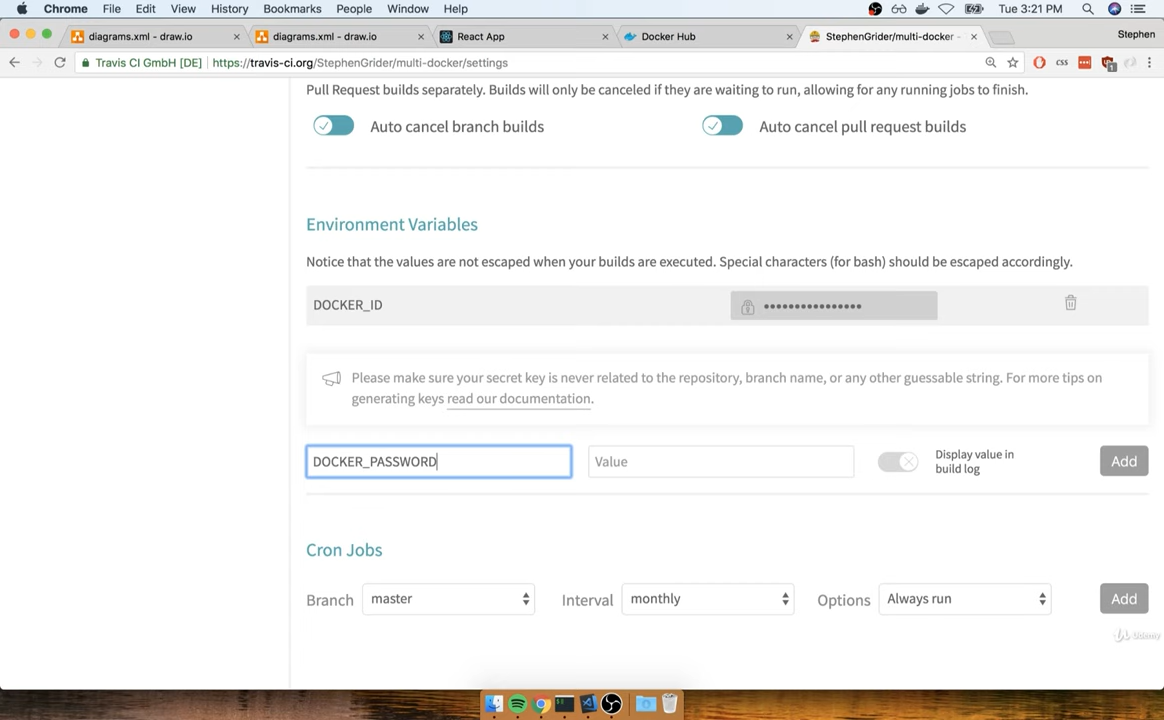 Chrome File Edit View History Bookmarks People Window Help Tue 3:21 PM
diagrams.xml - draw.io diagrams.xml - draw.io React App Docker Hub StephenGrider/multi-docker - Stephen
Travis CI GmbH [DE] https://travis-ci.org/StephenGrider/multi-docker/settings css
Pull Request builds separately. Builds will only be canceled if they are waiting to run, allowing for any running jobs to finish.
Auto cancel branch builds Auto cancel pull request builds
Environment Variables
Notice that the values are not escaped when your builds are executed. Special characters (for bash) should be escaped accordingly.
DOCKER_ID ••••••••••••••••
Please make sure your secret key is never related to the repository, branch name, or any other guessable string. For more tips on
generating keys read our documentation.
DOCKER_PASSWORD Value Display value in
build log Add
Cron Jobs
Branch master Interval monthly Options Always run Add
Udemy